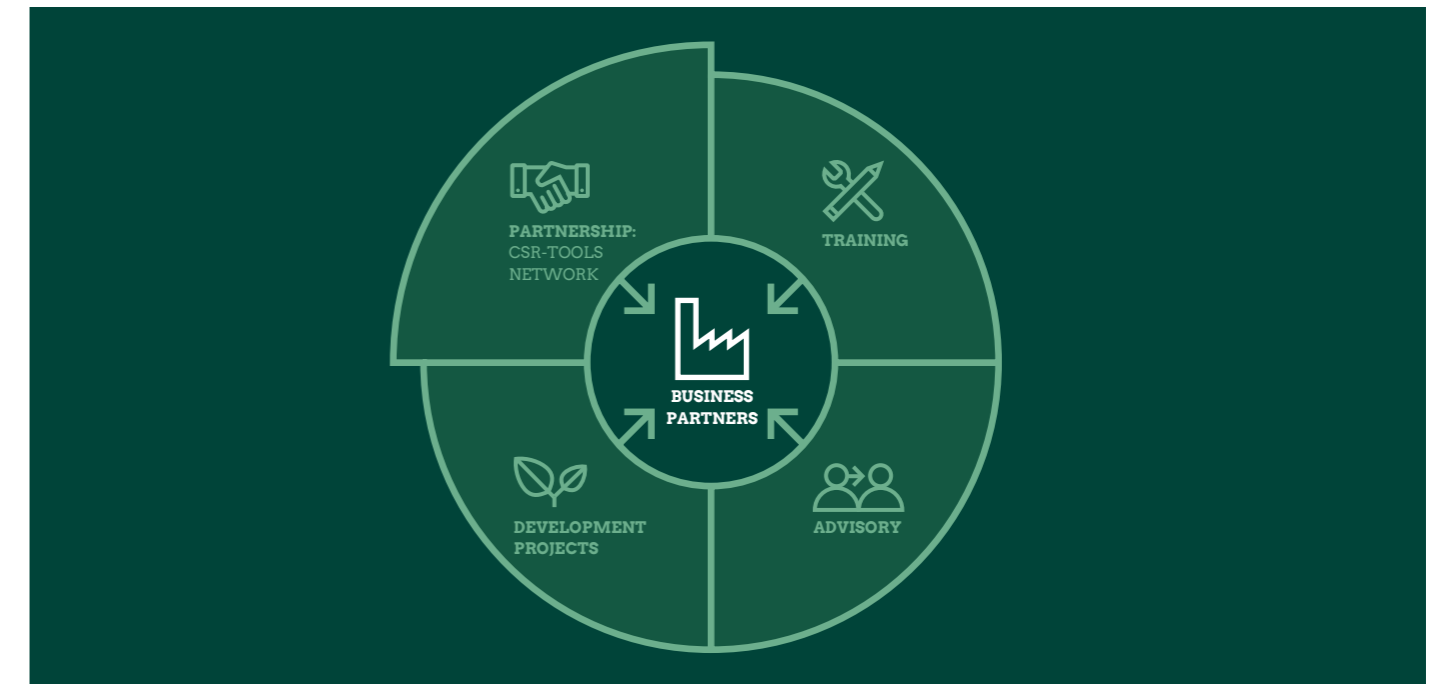 PARTNERSHIP:
CSR-TOOLS
NETWORK
TRAINING
BUSINESS
PARTNERS
DEVELOPMENT
PROJECTS
ADVISORY